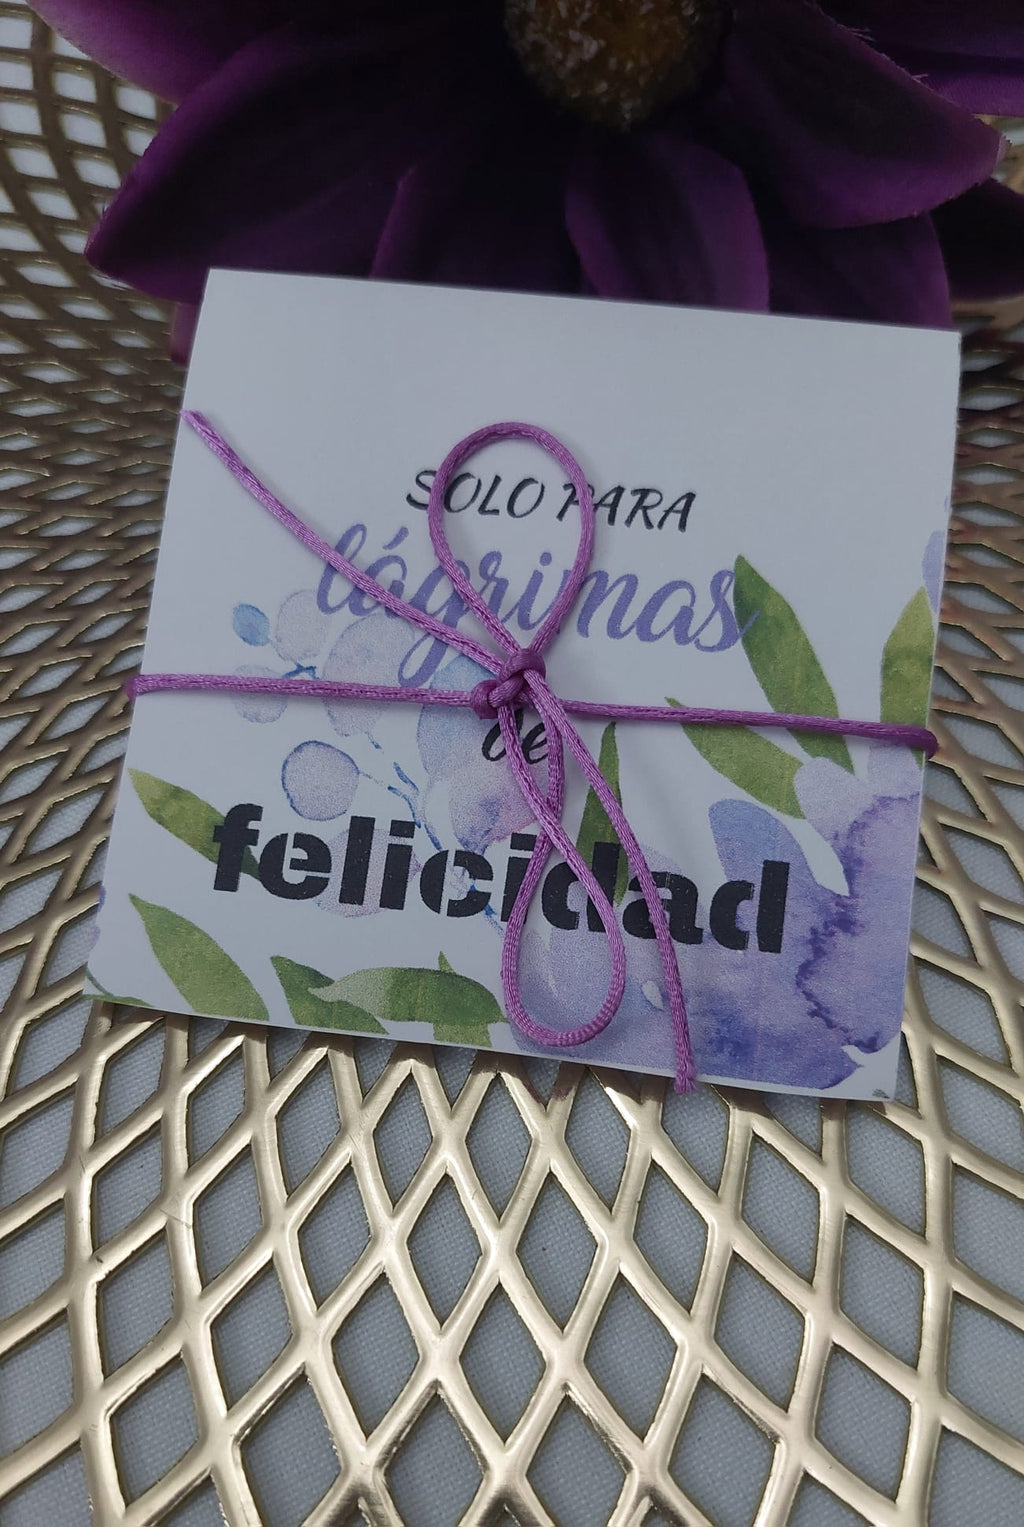 SOLO PARA
lágrimas
de
felicidad